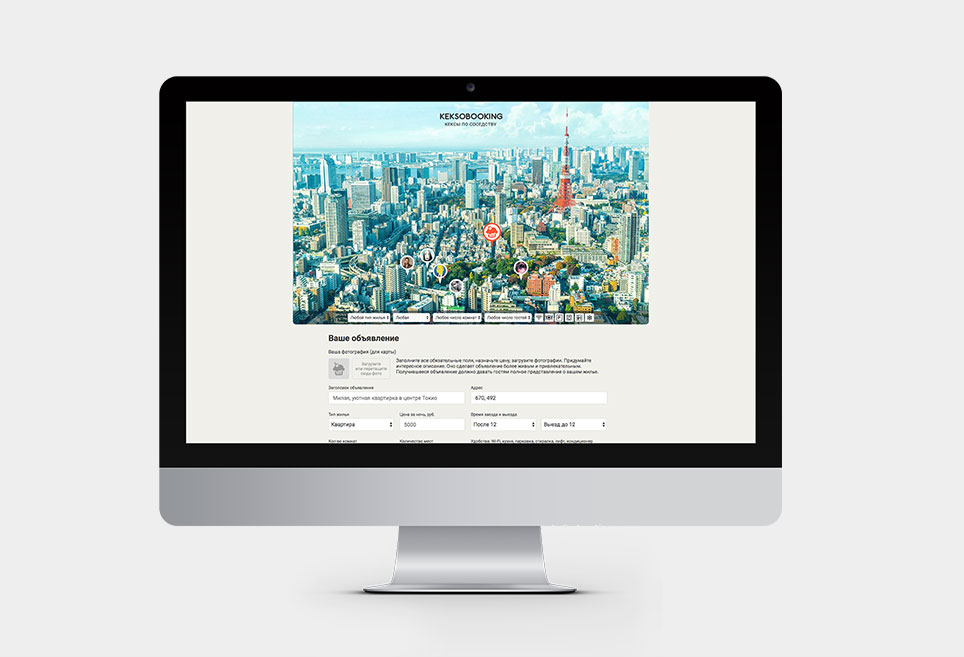 KEKSOBOOKING
КЕКСЫ ПО СОСЕДСТВУ
Любой тип жилья
Любая
Любое число комнат
Любое число гостей
Ваше объявление
Ваша фотография (для карты)
Загрузите
или перетащите
сюда фото
Заполните все обязательные поля, назначьте цену, загрузите фотографии. Придумайте
интересное описание. Оно сделает объявление более живым и привлекательным.
Получившееся объявление должно давать гостям полное представление о вашем жилье.
Заголовок объявления
Адрес
Милая, уютная квартирка в центре Токио
670, 492
Тип жилья
Цена за ночь, руб.
Время заезда и выезда
Квартира
5000
После 12
Выезд до 12
Кол-во комнат
Количество мест
Удобства: Wi-Fi, кухня, парковка, стиралка, лифт, кондиционер